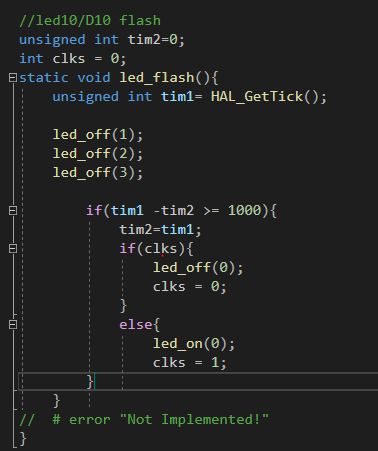 //led10/D10 flash
unsigned int tim2=0;
int clks = 0;
static void led_flash(){
unsigned int tim1= HAL_GetTick();
led_off(1);
led_off(2);
led_off(3);
if(tim1 -tim2 >= 1000){
tim2=tim1;
if(clks){
led_off(0);
clks = 0;
}
else{
led_on(0);
clks = 1;
}
}
//  # error "Not Implemented!"
}